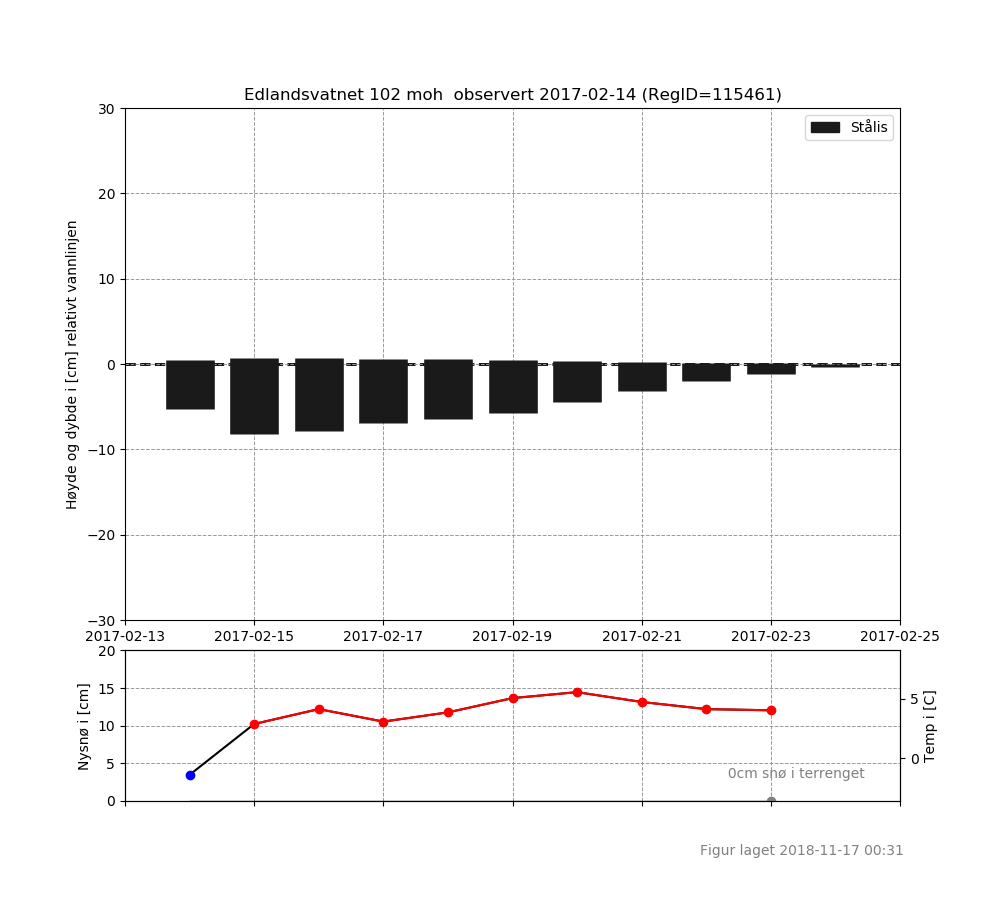 Edlandsvatnet 102 moh  observert 2017-02-14 (RegID=115461)
Stålis
Høyde og dybde i [cm] relativt vannlinjen
30
20
10
0
−10
−20
−30
2017-02-13 2017-02-15 2017-02-17 2017-02-19 2017-02-21 2017-02-23 2017-02-25
Nysnø i [cm]
20
15
10
5
0
5
0
Temp i [C]
0cm snø i terrenget
Figur laget 2018-11-17 00:31